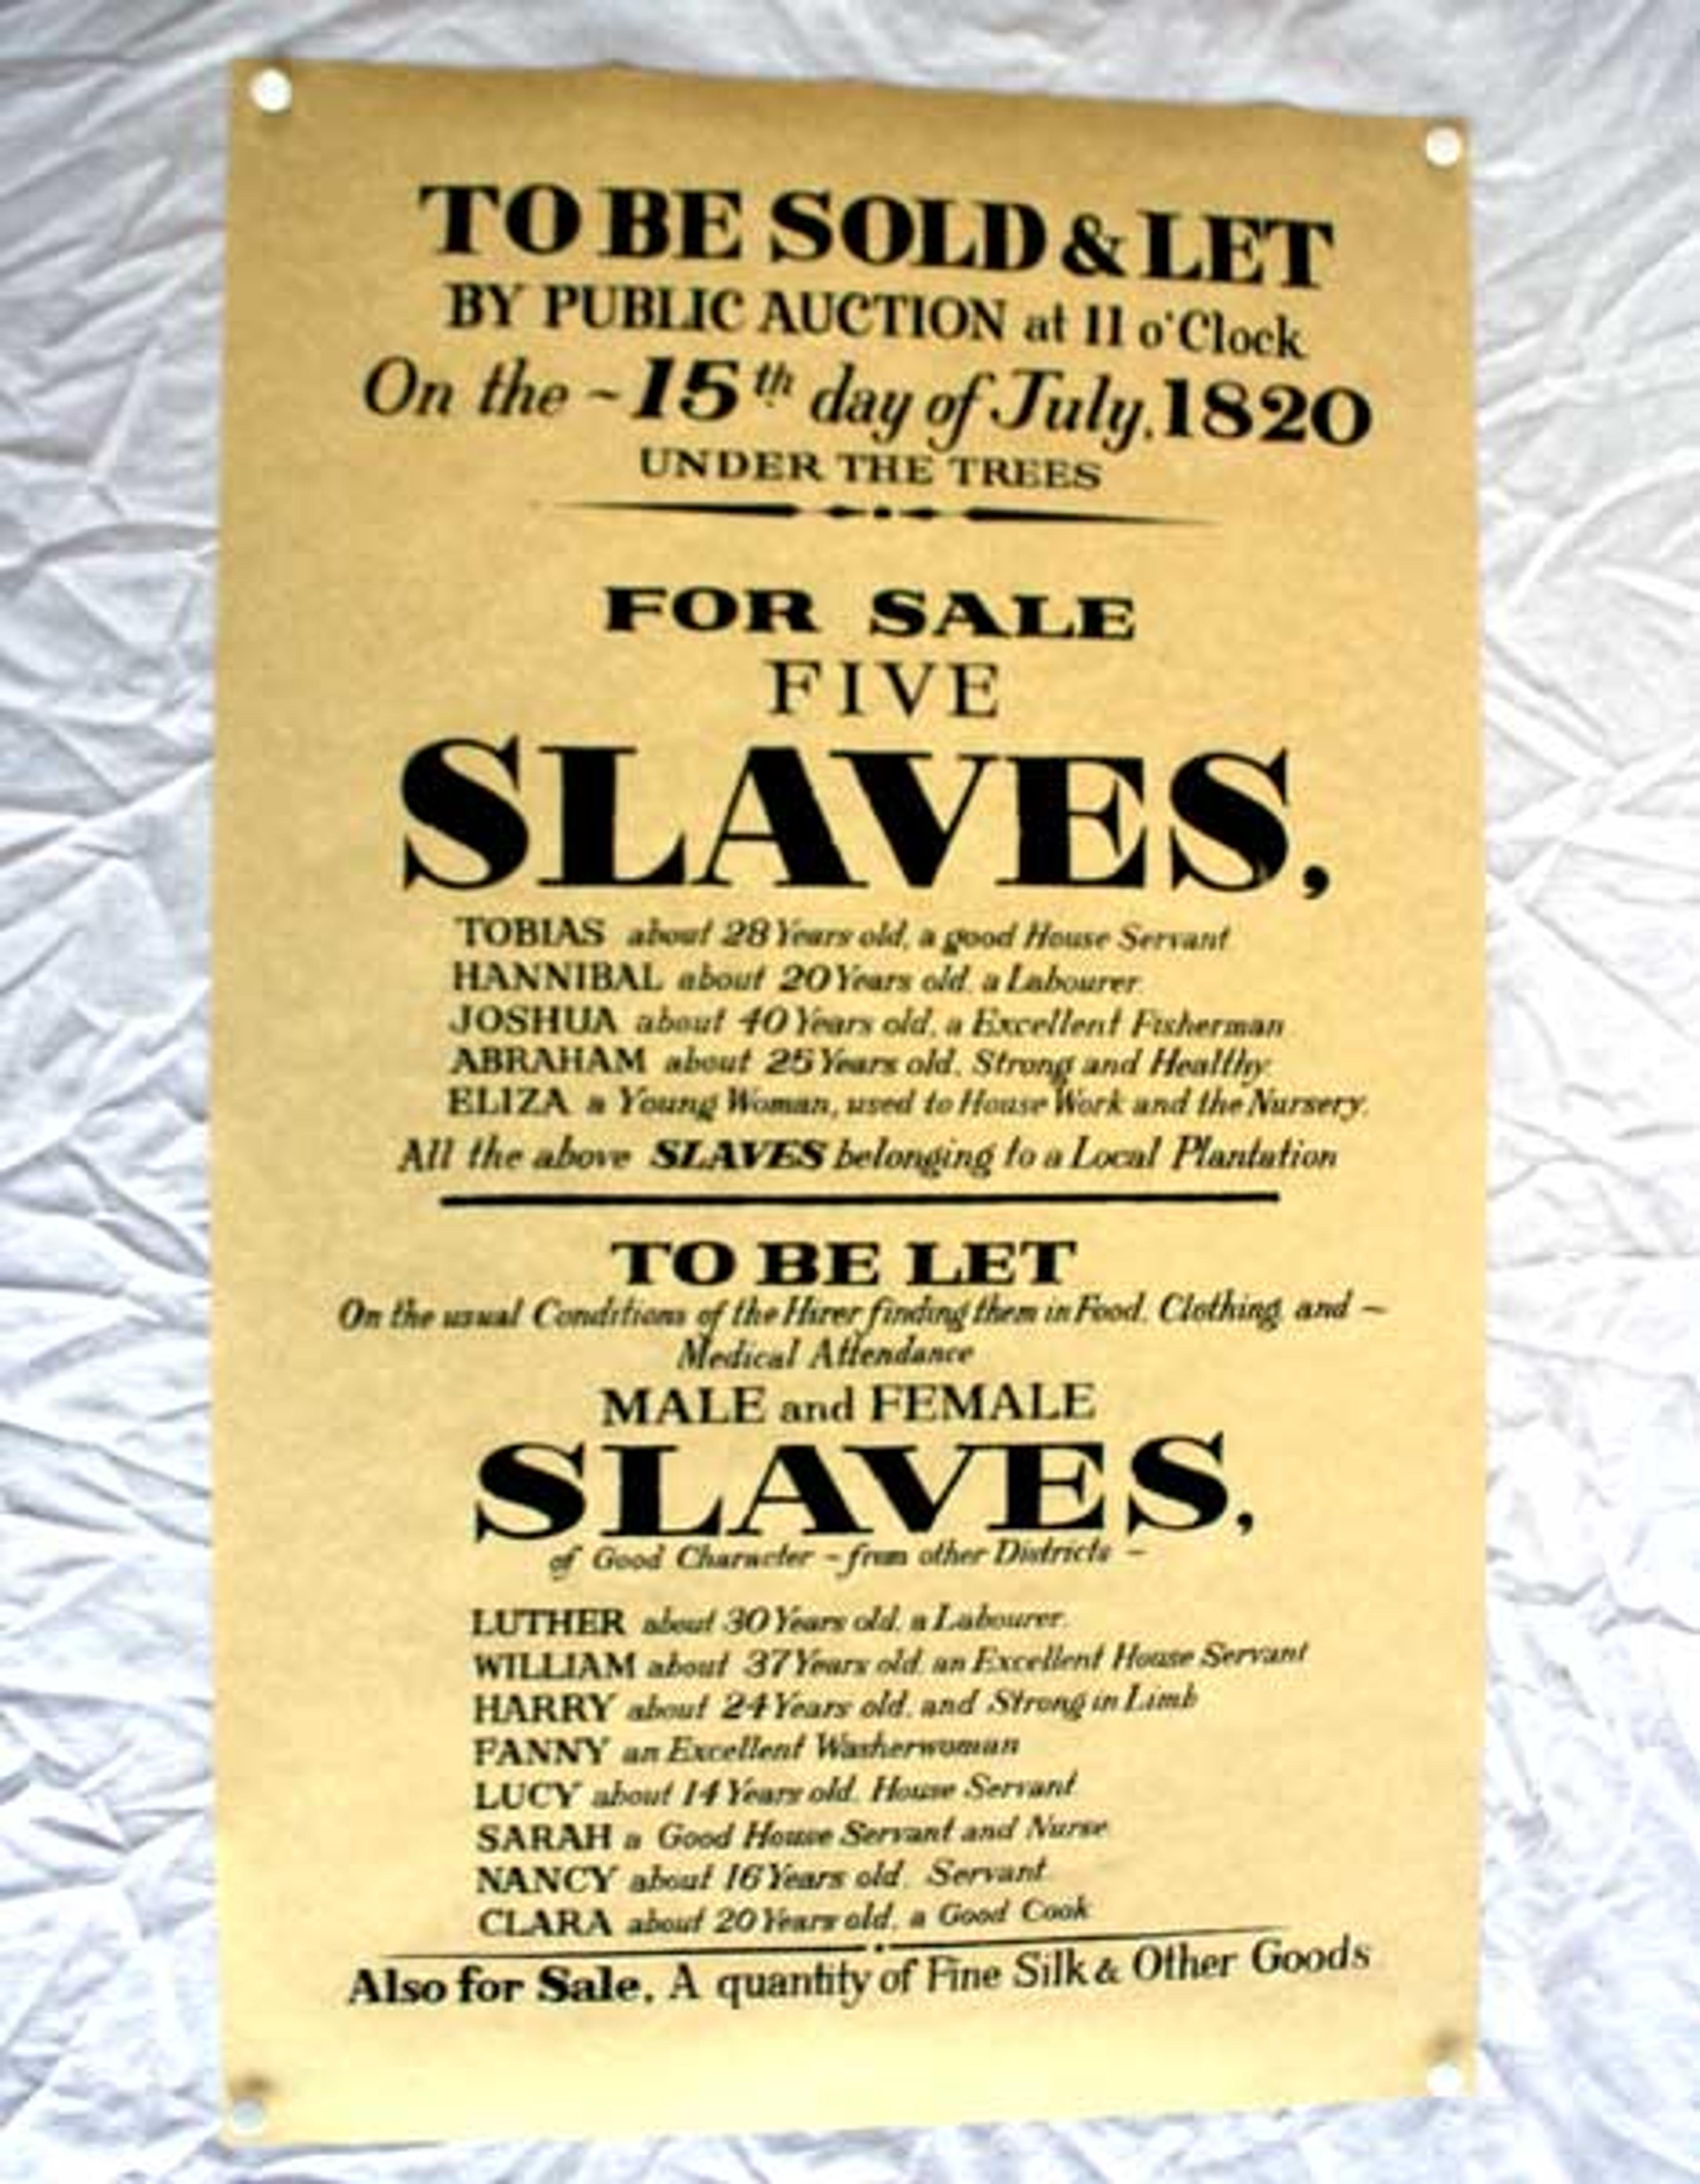 TO BE SOLD & LET
BY PUBLIC AUCTION at 11 o'Clock
On the ~ 15th day of July, 1820
UNDER THE TREES
FOR SALE
FIVE
SLAVES,
TOBIAS about 28 Years old, a good House Servant
HANNIBAL about 20 Years old, a Labourer.
JOSHUA about 40 Years old, a Excellent Fisherman
ABRAHAM about 25 Years old, Strong and Healthy
ELIZA a Young Woman, used to House Work and the Nursery.
All the above SLAVES belonging to a Local Plantation
TO BE LET
On the usual Conditions of the Hirer finding them in Food, Clothing, and ~
Medical Attendance
MALE and FEMALE
SLAVES,
of Good Character - from other Districts -
LUTHER about 30 Years old, a Labourer.
WILLIAM about 37 Years old, an Excellent House Servant
HARRY about 24 Years old, and Strong in Limb
FANNY an Excellent Washerwoman
LUCY about 14 Years old, House Servant
SARAH a Good House Servant and Nurse
NANCY about 16 Years old, Servant
CLARA about 20 Years old, a Good Cook
Also for Sale, A quantity of Fine Silk & Other Goods